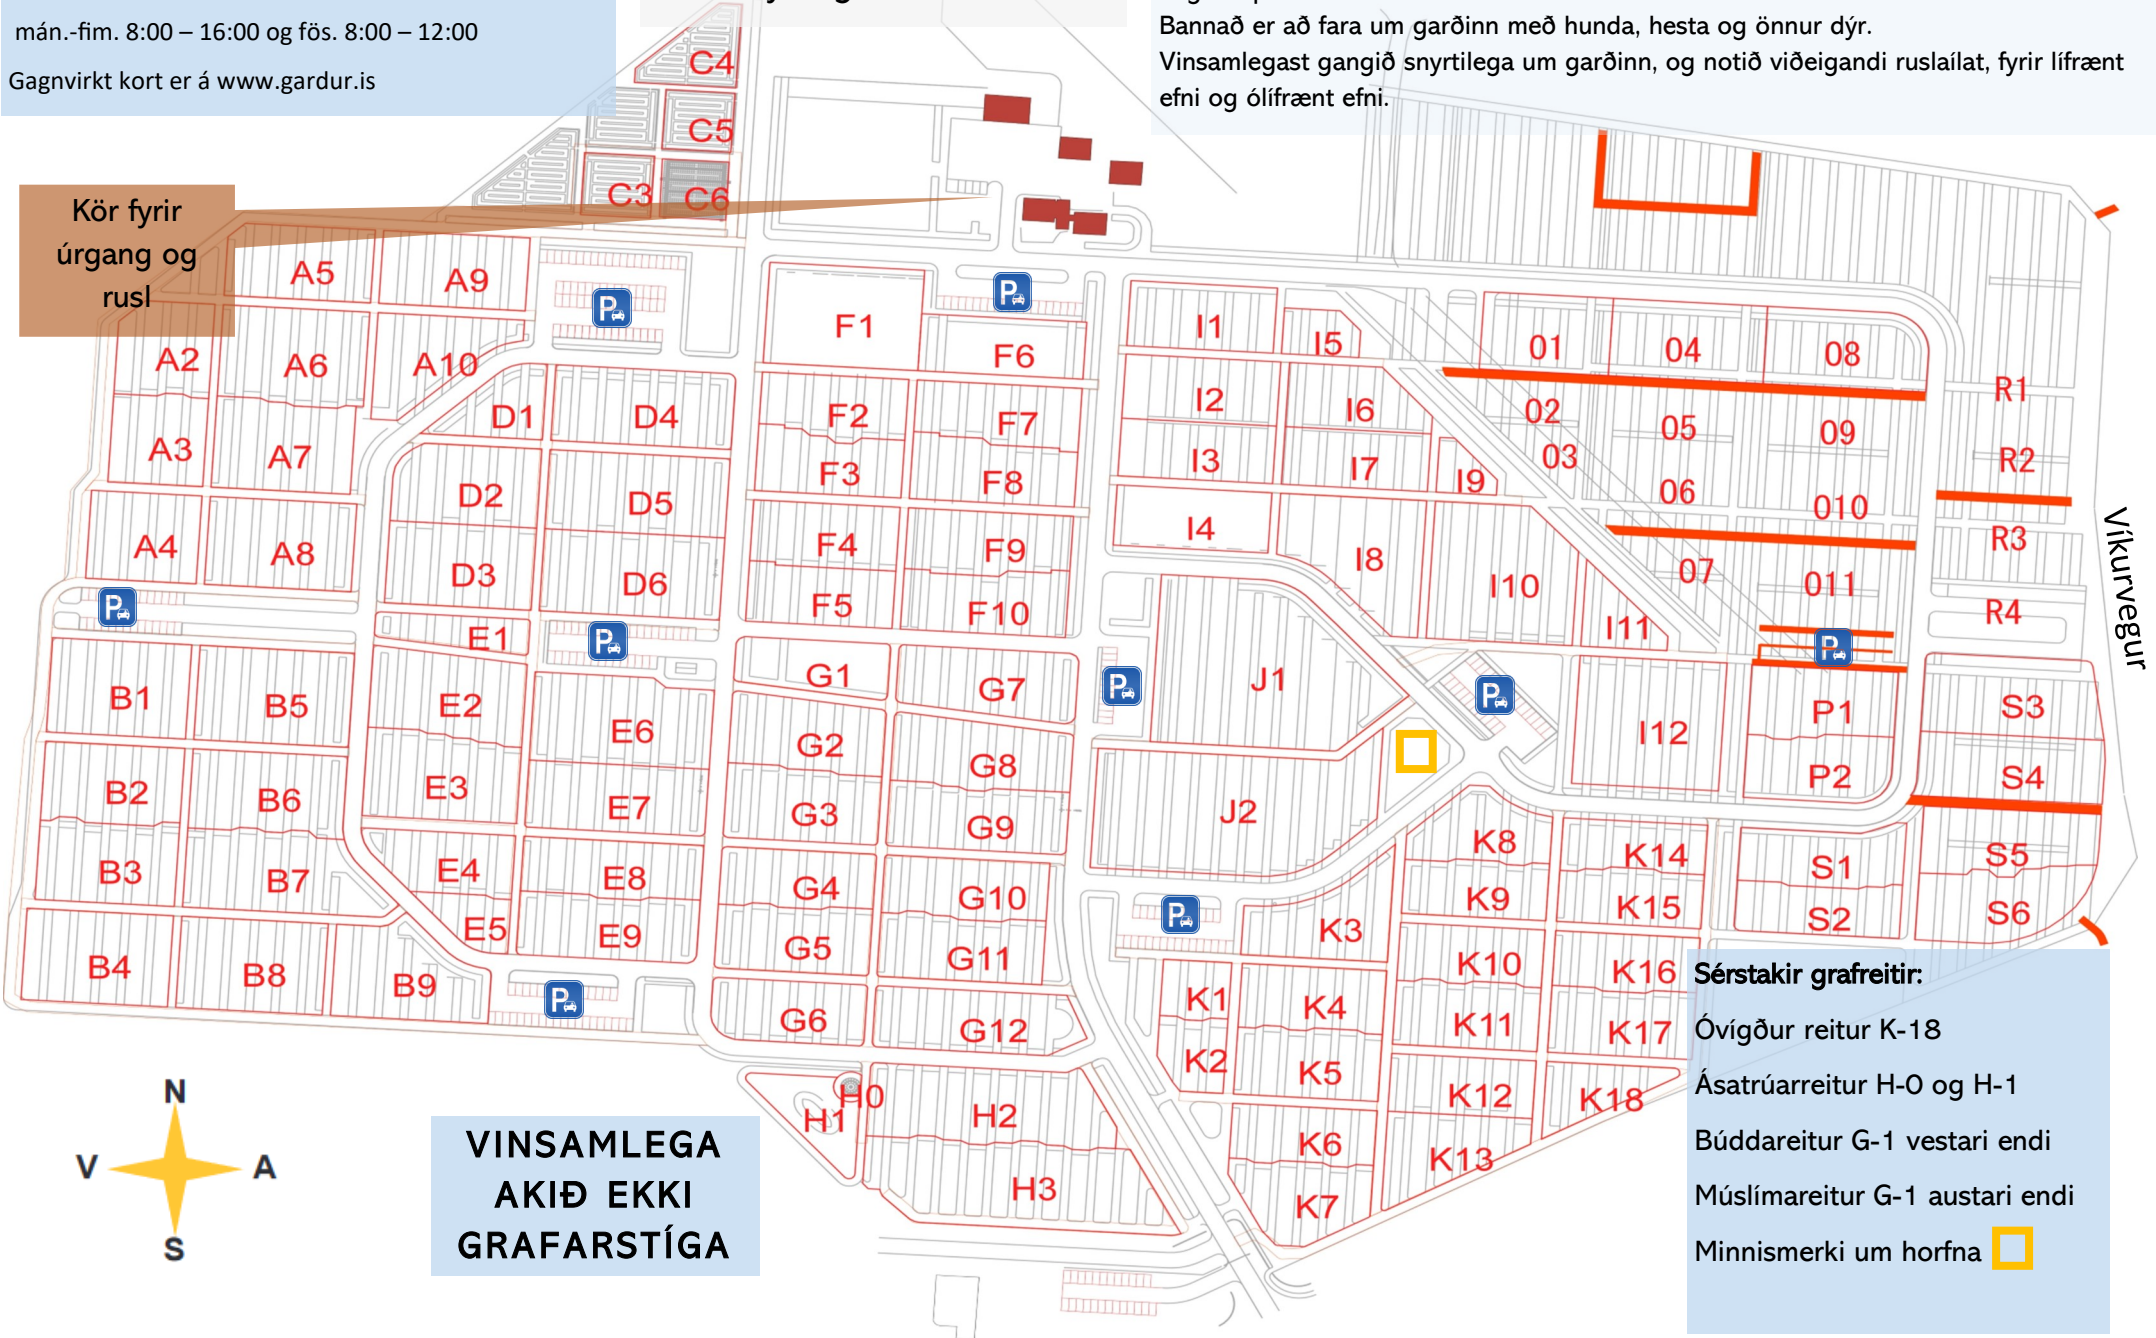 mán.-fim. 8:00 – 16:00 og fös. 8:00 – 12:00
Gagnvirkt kort er á www.gardur.is
Bannað er að fara um garðinn með hunda, hesta og önnur dýr.
Vinsamlegast gangið snyrtilega um garðinn, og notið viðeigandi ruslaílat, fyrir lífrænt
efni og ólífrænt efni.
Kör fyrir
úrgang og
rusl
C4
C5
C3
C6
A5
A9
A2
A6
A10
A3
A7
A4
A8
D1
D4
D2
D5
D3
D6
F1
F6
F2
F7
F3
F8
F4
F9
F5
F10
I1
I5
I2
I6
I3
I7
I9
I4
I8
I10
I11
I12
01
04
08
02
05
09
03
06
010
07
011
R1
R2
R3
R4
Víkurvegur
P
P
P
P
P
P
P
P
P
B1
B5
B2
B6
B3
B7
B4
B8
B9
E1
E2
E6
E3
E7
E4
E8
E5
E9
G1
G7
G2
G8
G3
G9
G4
G10
G5
G11
G6
G12
J1
J2
P1
P2
S3
S4
S1
S5
S2
S6
K8
K14
K9
K15
K3
K10
K16
K1
K4
K11
K17
K2
K5
K12
K18
K6
K13
K7
H0
H1
H2
H3
N
V
A
S
VINSAMLEGA
AKIÐ EKKI
GRAFARSTÍGA
Sérstakir grafreitir:
Óvígður reitur K-18
Ásatrúarreitur H-0 og H-1
Búddareitur G-1 vestari endi
Múslímareitur G-1 austari endi
Minnismerki um horfna